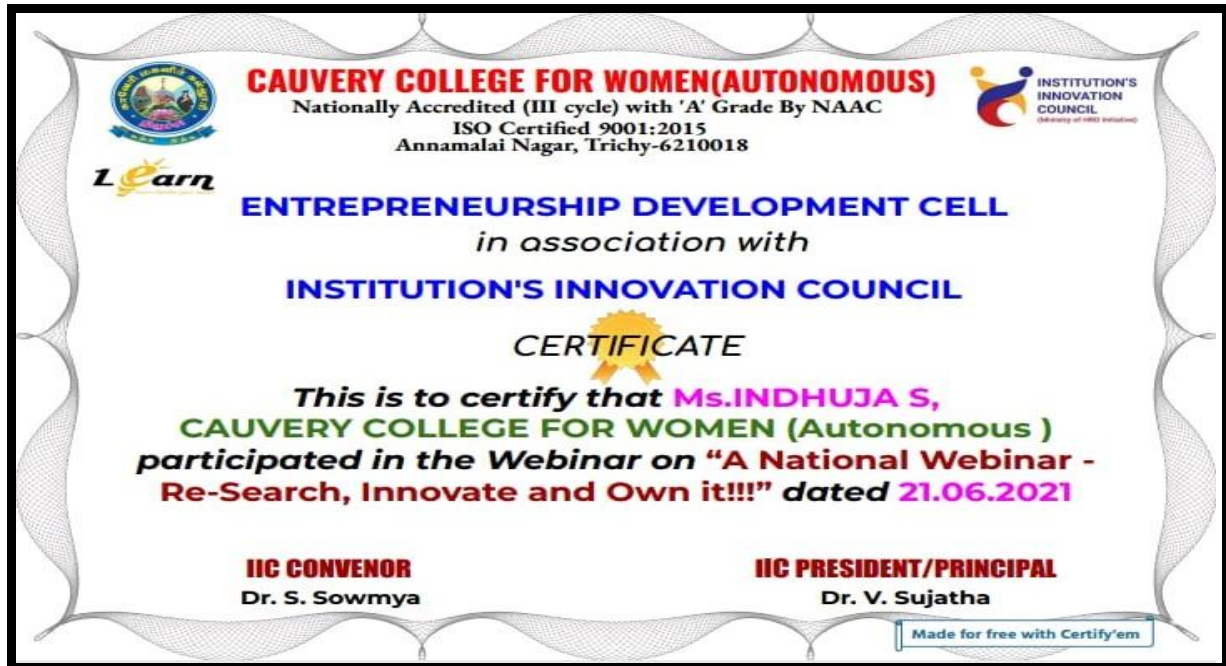 CAUVERY COLLEGE FOR WOMEN(AUTONOMOUS)
Nationally Accredited (III cycle) with 'A' Grade By NAAC
ISO Certified 9001:2015
Annamalai Nagar, Trichy-6210018
INSTITUTION'S
INNOVATION
COUNCIL
(Ministry of HRD Initiative)
Learn
ENTREPRENEURSHIP DEVELOPMENT CELL
in association with
INSTITUTION'S INNOVATION COUNCIL
CERTIFICATE
This is to certify that Ms.INDHUJA S,
CAUVERY COLLEGE FOR WOMEN (Autonomous )
participated in the Webinar on “A National Webinar -
Re-Search, Innovate and Own it!!!” dated 21.06.2021
IIC CONVENOR
Dr. S. Sowmya
IIC PRESIDENT/PRINCIPAL
Dr. V. Sujatha
Made for free with Certify'em